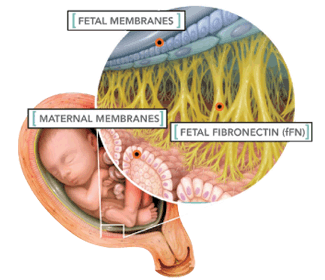 [FETAL MEMBRANES]
[MATERNAL MEMBRANES]
[FETAL FIBRONECTIN (fFN)]